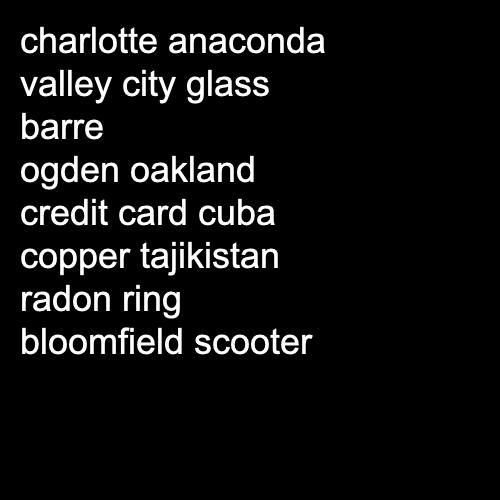 charlotte anaconda
valley city glass
barre
ogden oakland
credit card cuba
copper tajikistan
radon ring
bloomfield scooter